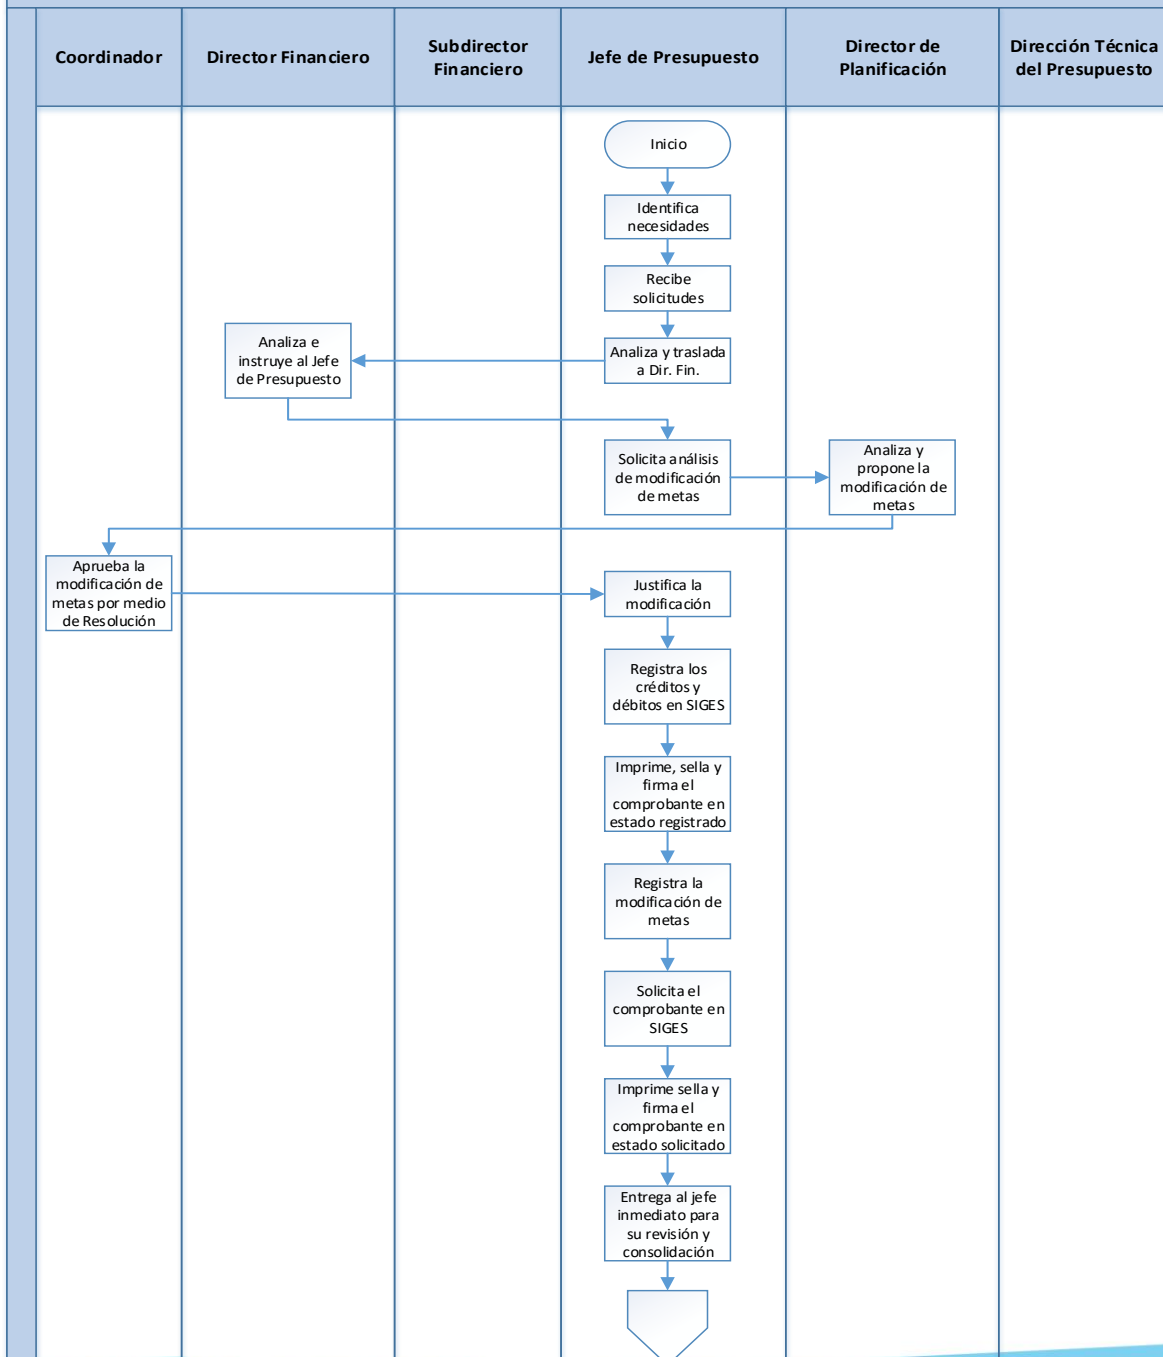 Coordinador
Director Financiero
Subdirector
Financiero
Jefe de Presupuesto
Director de
Planificación
Dirección Técnica
del Presupuesto
Inicio
Identifica
necesidades
Recibe
solicitudes
Analiza y traslada
a Dir. Fin.
Analiza e
instruye al Jefe
de Presupuesto
Solicita análisis
de modificación
de metas
Analiza y
propone la
modificación de
metas
Aprueba la
modificación de
metas por medio
de Resolución
Justifica la
modificación
Registra los
créditos y
débitos en SIGES
Imprime, sella y
firma el
comprobante en
estado registrado
Registra la
modificación de
metas
Solicita el
comprobante en
SIGES
Imprime sella y
firma el
comprobante en
estado solicitado
Entrega al jefe
inmediato para
su revisión y
consolidación